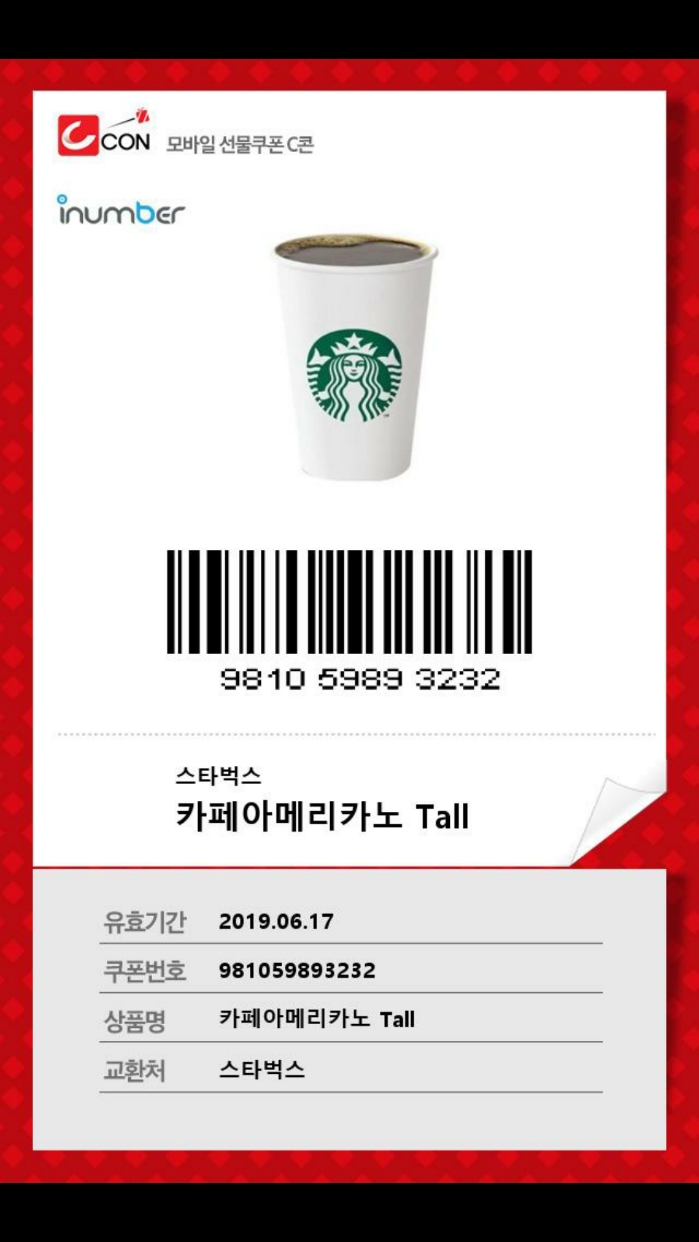 CCON 모바일 선물쿠폰 C콘
inumber
9810 5989 3232
스타벅스
카페아메리카노 Tall
유효기간 2019.06.17
쿠폰번호 981059893232
상품명 카페아메리카노 Tall
교환처 스타벅스